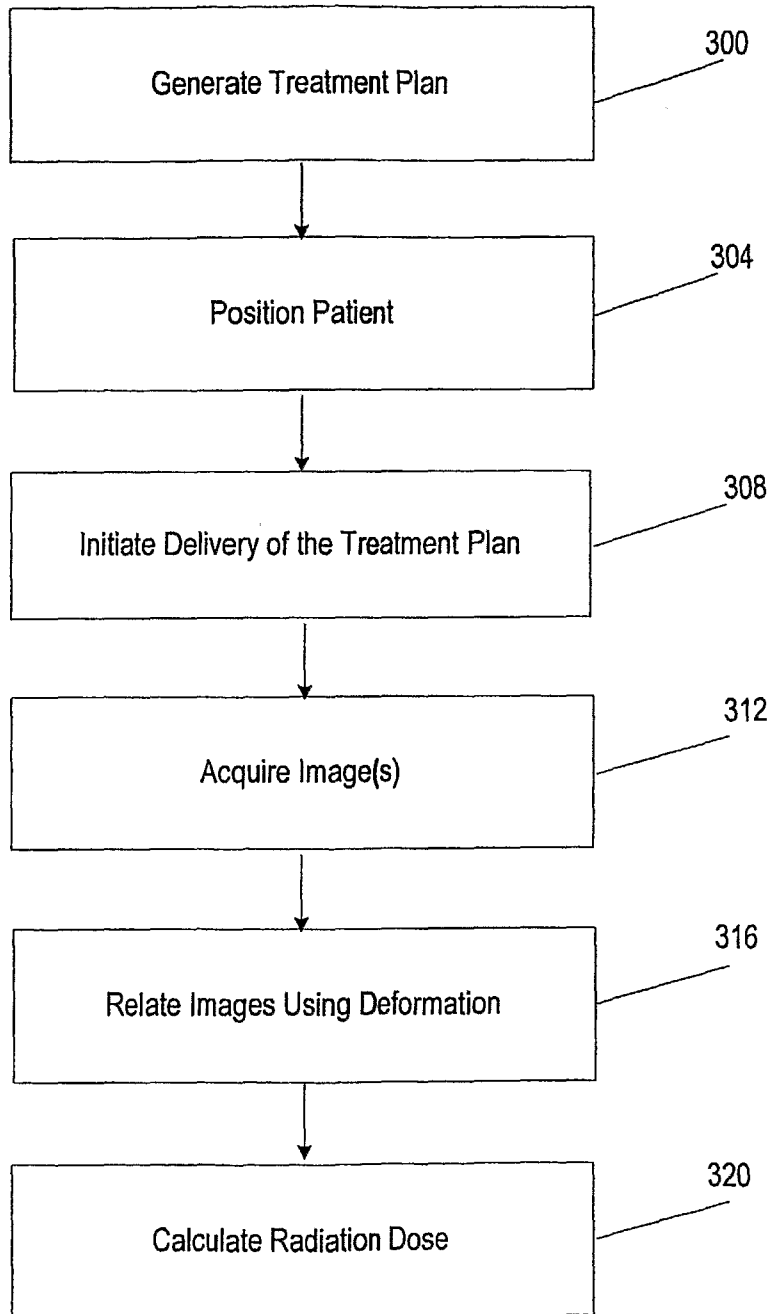 300
Generate Treatment Plan
304
Position Patient
308
Initiate Delivery of the Treatment Plan
312
Acquire Image(s)
316
Relate Images Using Deformation
320
Calculate Radiation Dose